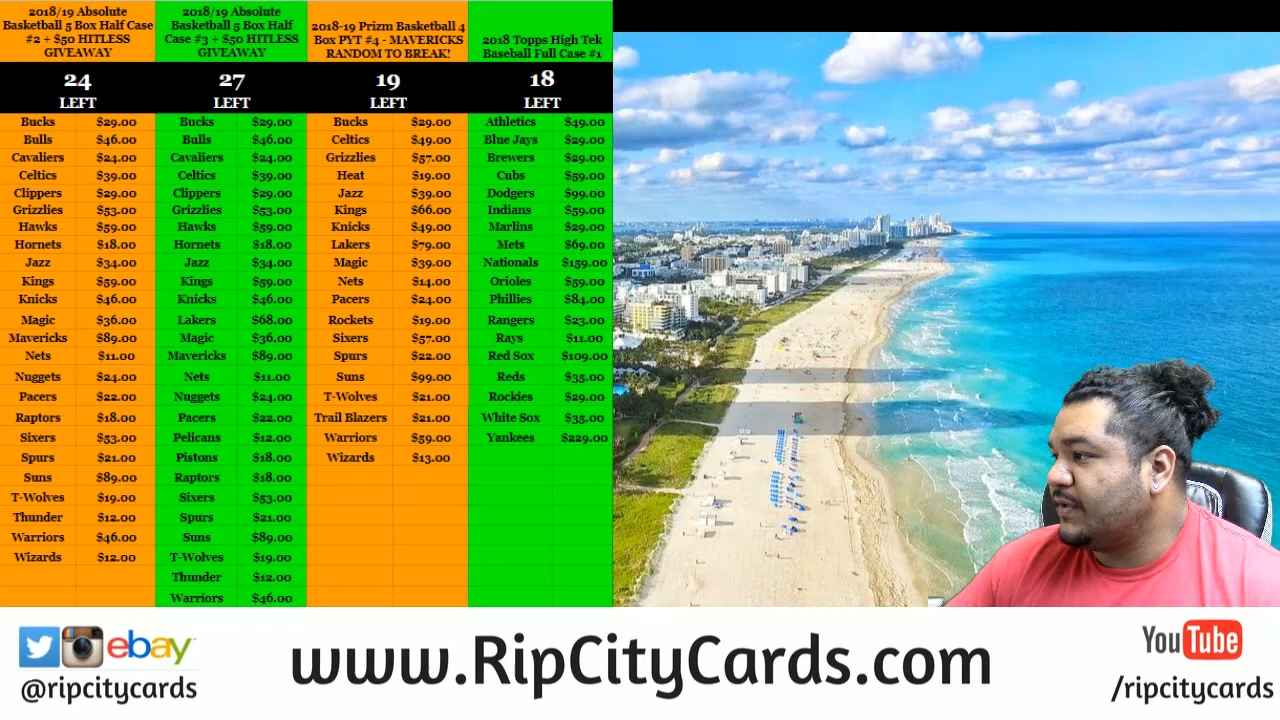 2018/19 Absolute
Basketball 5 Box Half Case
#2 + $50 HITLESS
GIVEAWAY
24
LEFT
Bucks $29.00
Bulls $46.00
Cavaliers $24.00
Celtics $39.00
Clippers $29.00
Grizzlies $53.00
Hawks $59.00
Hornets $18.00
Jazz $34.00
Kings $59.00
Knicks $46.00
Magic $36.00
Mavericks $89.00
Nets $11.00
Nuggets $24.00
Pacers $22.00
Raptors $18.00
Sixers $53.00
Spurs $21.00
Suns $89.00
T-Wolves $19.00
Thunder $12.00
Warriors $46.00
Wizards $12.00
2018/19 Absolute
Basketball 5 Box Half
Case #3 + $50 HITLESS
GIVEAWAY
27
LEFT
Bucks $29.00
Bulls $46.00
Cavaliers $24.00
Celtics $39.00
Clippers $29.00
Grizzlies $53.00
Hawks $59.00
Hornets $18.00
Jazz $34.00
Kings $59.00
Knicks $46.00
Lakers $68.00
Magic $36.00
Mavericks $89.00
Nets $11.00
Nuggets $24.00
Pacers $22.00
Pelicans $12.00
Pistons $18.00
Raptors $18.00
Sixers $53.00
Spurs $21.00
Suns $89.00
T-Wolves $19.00
Thunder $12.00
Warriors $46.00
2018-19 Prizm Basketball 4
Box PYT #4 - MAVERICKS
RANDOM TO BREAK!
19
LEFT
Bucks $29.00
Celtics $49.00
Grizzlies $57.00
Heat $19.00
Jazz $39.00
Kings $66.00
Knicks $49.00
Lakers $79.00
Magic $39.00
Nets $14.00
Pacers $24.00
Rockets $19.00
Sixers $57.00
Spurs $22.00
Suns $99.00
T-Wolves $21.00
Trail Blazers $21.00
Warriors $59.00
Wizards $13.00
2018 Topps High Tek
Baseball Full Case #1
18
LEFT
Athletics $49.00
Blue Jays $29.00
Brewers $29.00
Cubs $59.00
Dodgers $99.00
Indians $59.00
Marlins $29.00
Mets $69.00
Nationals $159.00
Orioles $59.00
Phillies $84.00
Rangers $23.00
Rays $11.00
Red Sox $109.00
Reds $35.00
Rockies $29.00
White Sox $35.00
Yankees $229.00
ebay
@ripcitycards
www.RipCityCards.com
YouTube
/ripcitycards